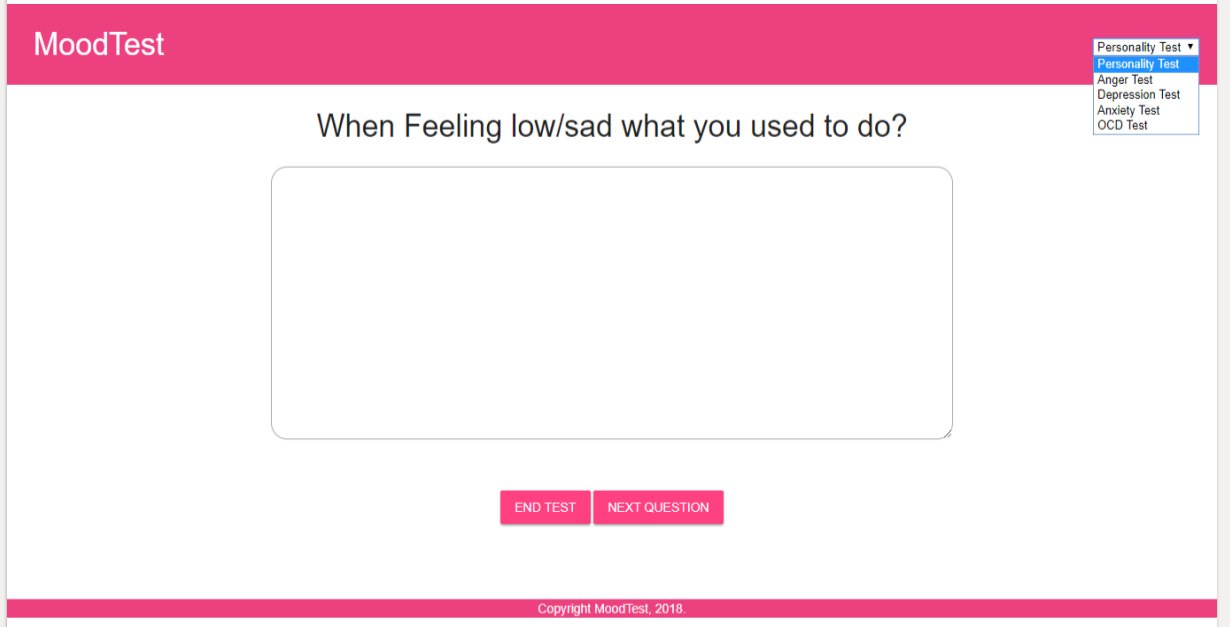 MoodTest
Personality Test
Personality Test
Anger Test
Depression Test
Anxiety Test
OCD Test
When Feeling low/sad what you used to do?
END TEST
NEXT QUESTION
Copyright MoodTest, 2018.